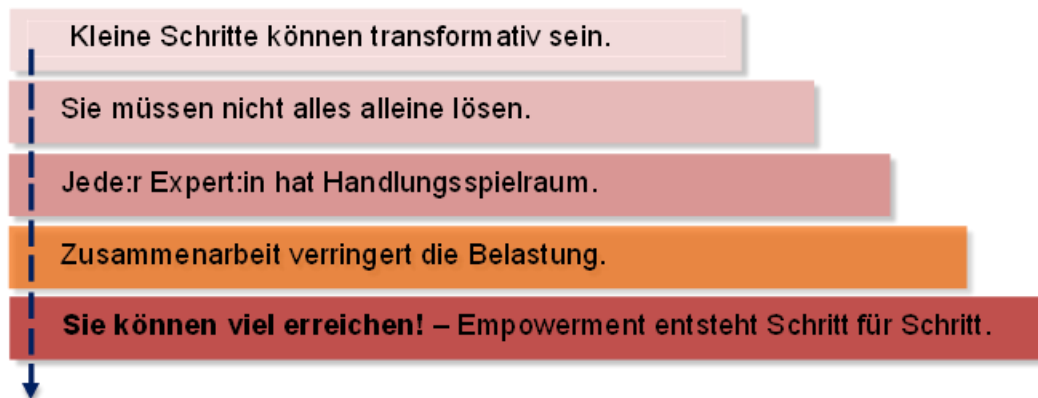 Kleine Schritte können transformativ sein.
Sie müssen nicht alles alleine lösen.
Jede:r Expert:in hat Handlungsspielraum.
Zusammenarbeit verringert die Belastung.
Sie können viel erreichen! – Empowerment entsteht Schritt für Schritt.